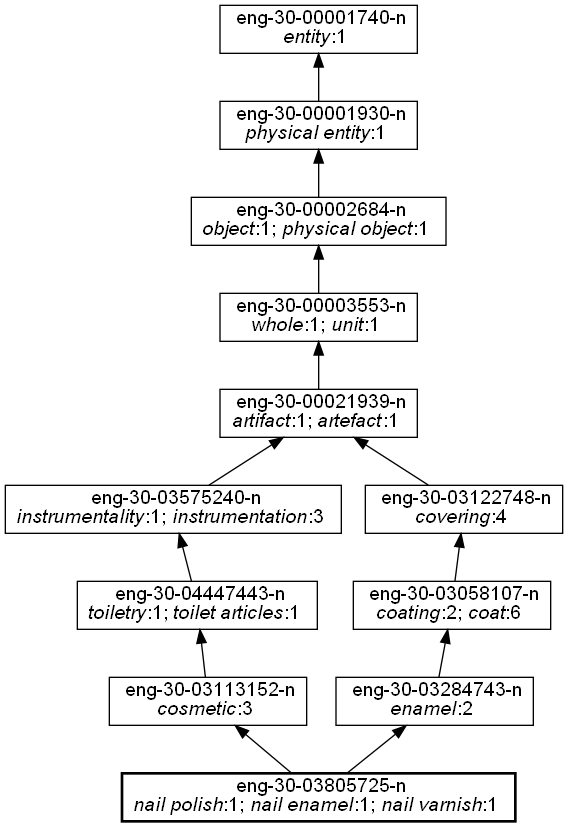 eng-30-00001740-n
entity:1
eng-30-00001930-n
physical entity:1
eng-30-00002684-n
object:1; physical object:1
eng-30-00003553-n
whole:1; unit:1
eng-30-00021939-n
artifact:1; artefact:1
eng-30-03575240-n
instrumentality:1; instrumentation:3
eng-30-03122748-n
covering:4
eng-30-04447443-n
toiletry:1; toilet articles:1
eng-30-03058107-n
coating:2; coat:6
eng-30-03113152-n
cosmetic:3
eng-30-03284743-n
enamel:2
eng-30-03805725-n
nail polish:1; nail enamel:1; nail varnish:1